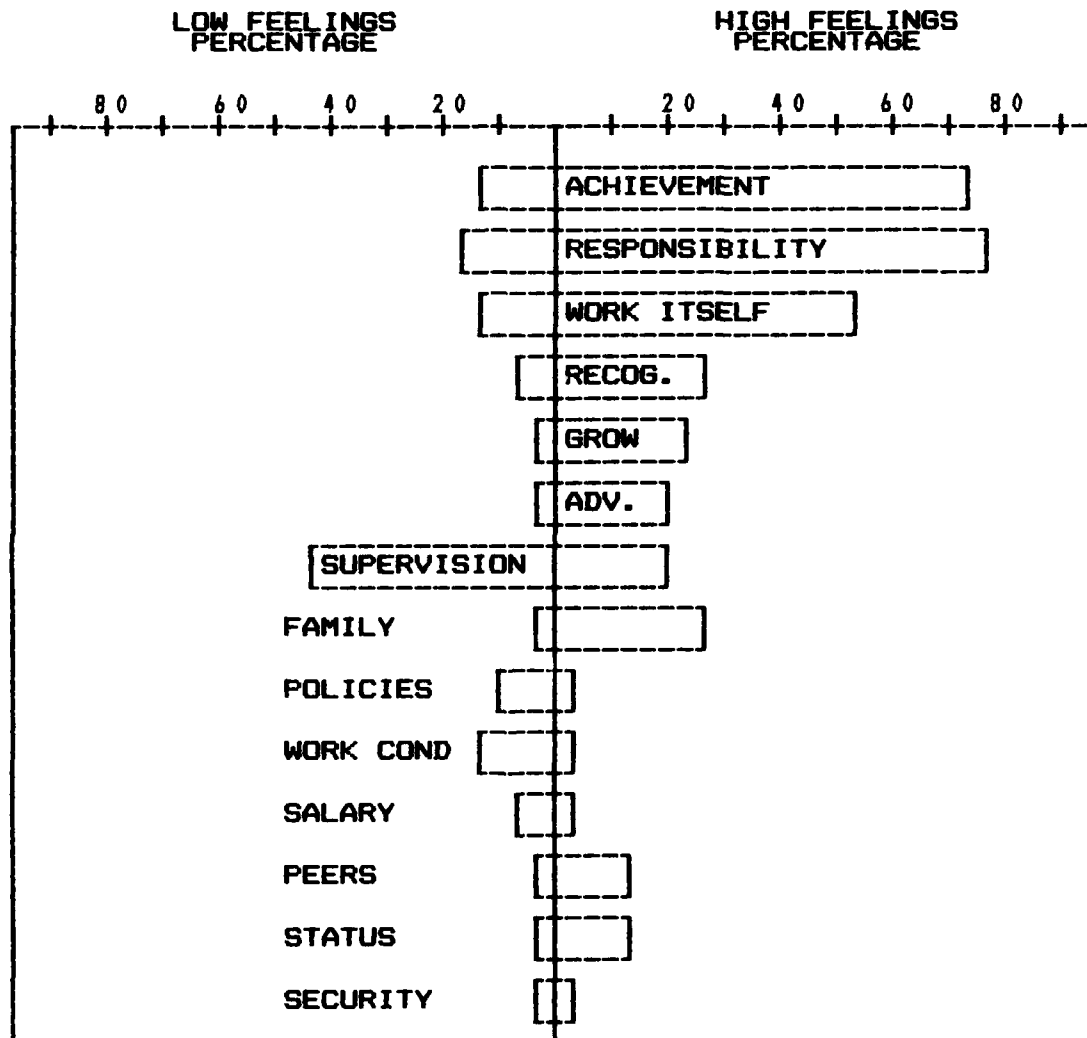 LOW FEELINGS
PERCENTAGE
HIGH FEELINGS
PERCENTAGE
80 60 40 20 20 40 60 80
ACHIEVEMENT
RESPONSIBILITY
WORK ITSELF
RECOG.
GROW
ADV.
SUPERVISION
FAMILY
POLICIES
WORK COND
SALARY
PEERS
STATUS
SECURITY